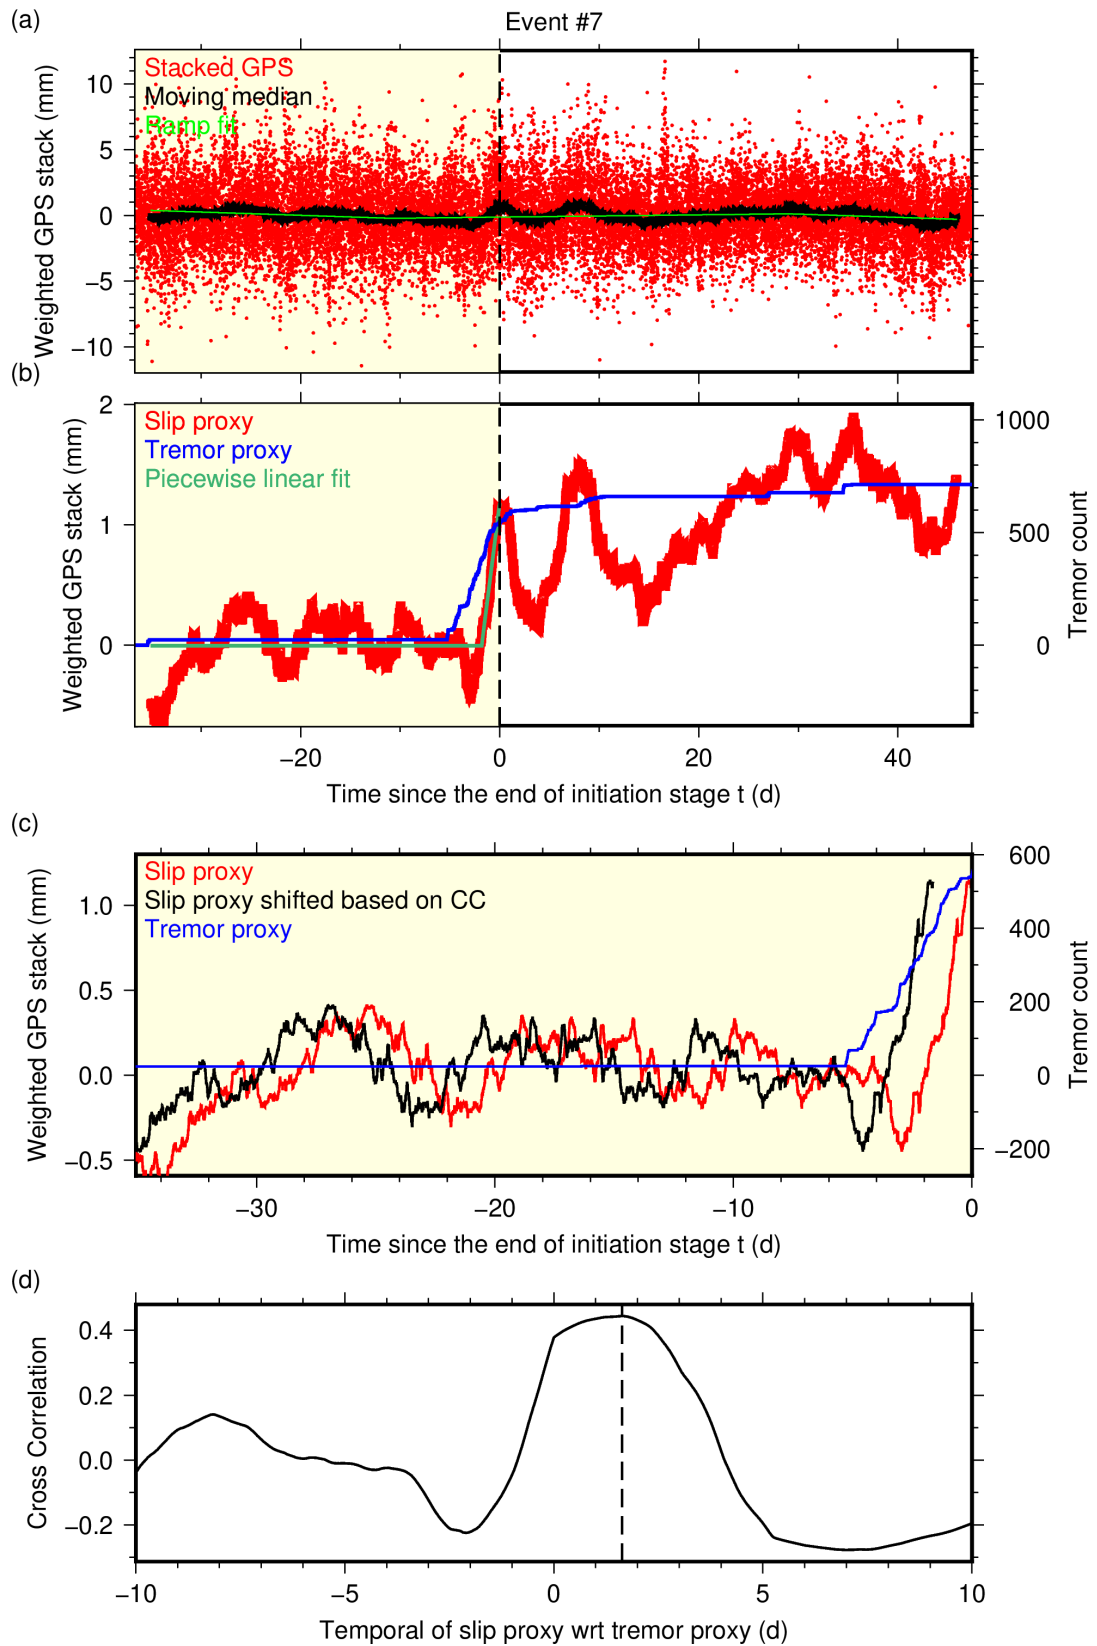 (a)
Event #7
Stacked GPS
Moving median
Ramp fit
Weighted GPS stack (mm)
10
5
0
−5
−10
(b)
Slip proxy
Tremor proxy
Piecewise linear fit
Weighted GPS stack (mm)
2
1
0
1000
500
0
Tremor count
−20
0
20
40
Time since the end of initiation stage t (d)
(c)
Slip proxy
Slip proxy shifted based on CC
Tremor proxy
Weighted GPS stack (mm)
1.0
0.5
0.0
−0.5
600
400
200
0
−200
Tremor count
−30
−20
−10
0
Time since the end of initiation stage t (d)
(d)
Cross Correlation
0.4
0.2
0.0
−0.2
−10
−5
0
5
10
Temporal of slip proxy wrt tremor proxy (d)